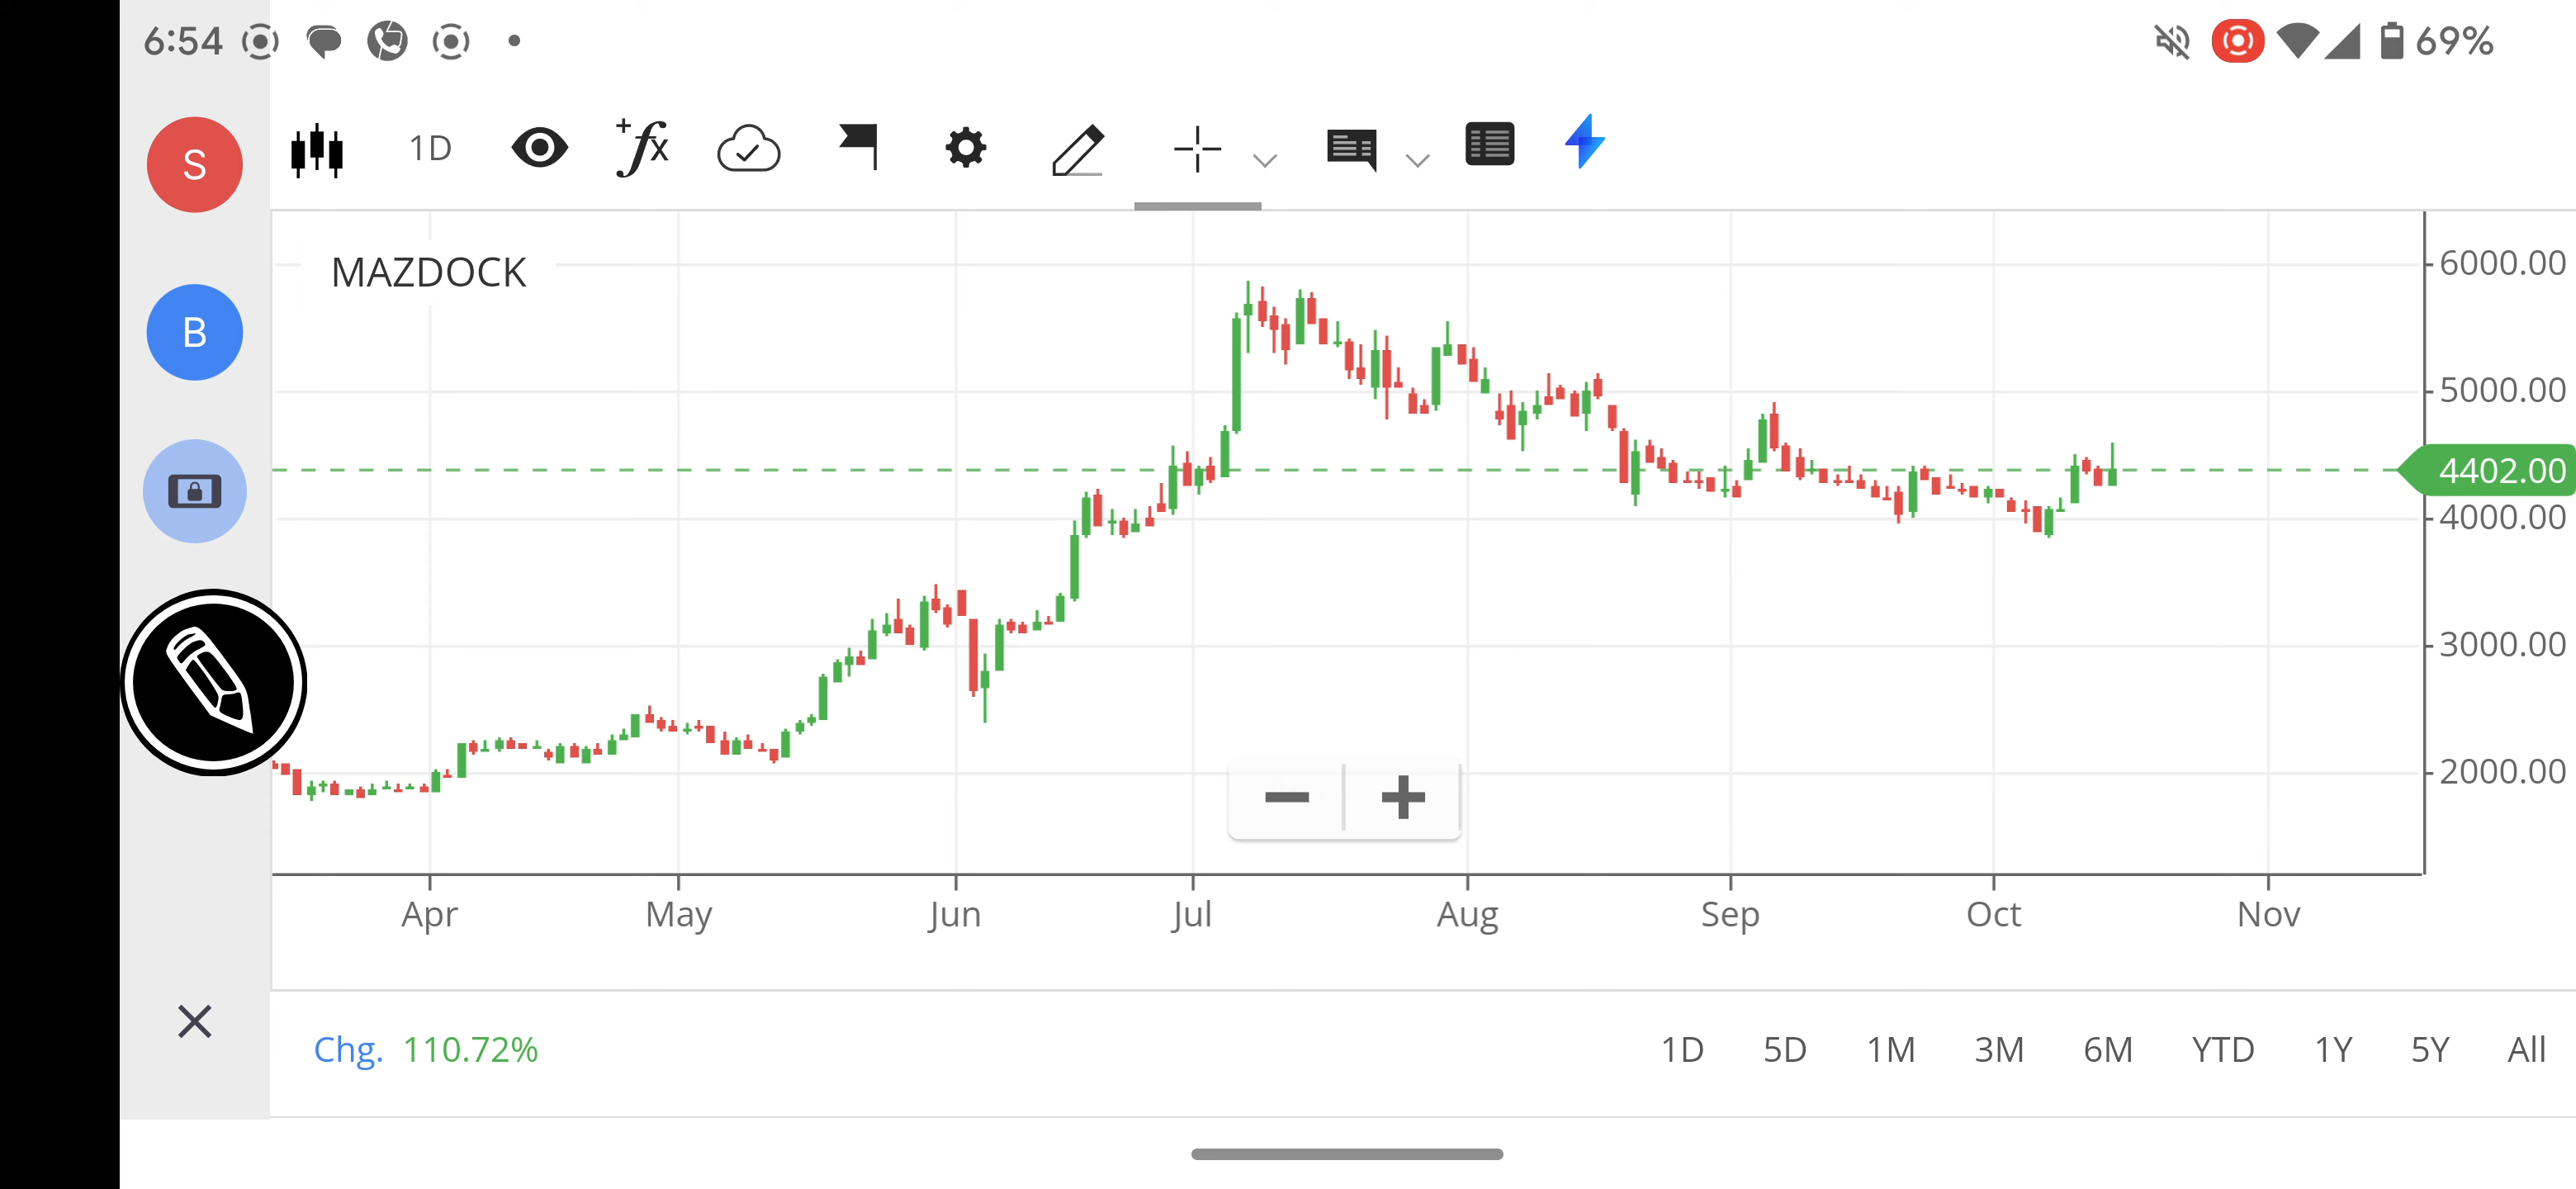 6:54
69%
S
1D
fx
B
MAZDOCK
6000.00
5000.00
4402.00
4000.00
3000.00
2000.00
Apr May Jun Jul Aug Sep Oct Nov
Chg. 110.72% 1D 5D 1M 3M 6M YTD 1Y 5Y All